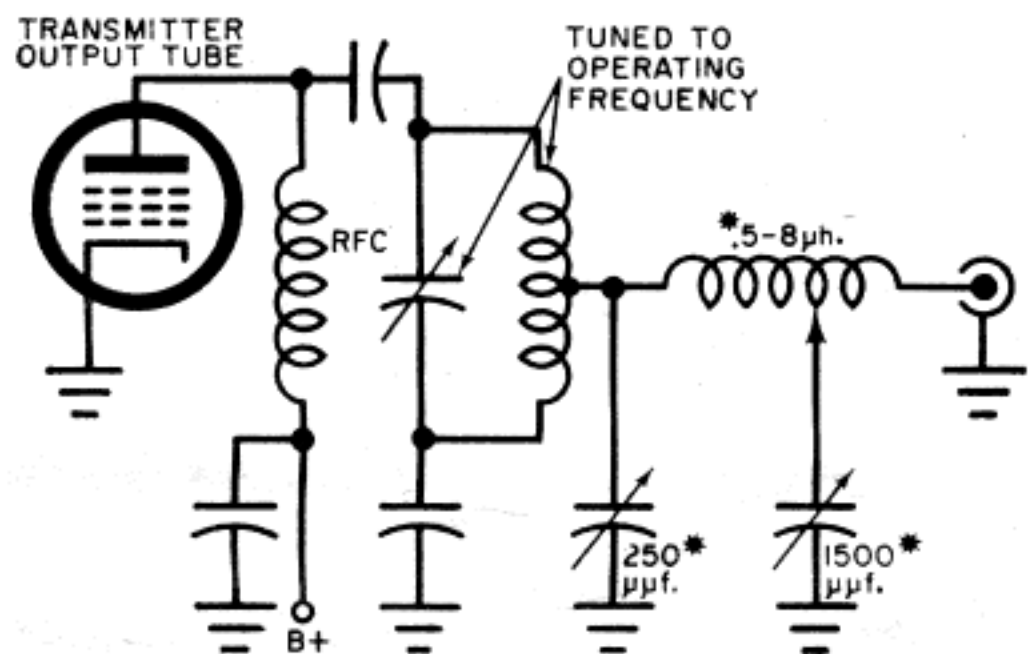 TRANSMITTER
OUTPUT TUBE
TUNED TO
OPERATING
FREQUENCY
RFC
*.5-8µh.
250*
µµf.
1500*
µµf.
B+